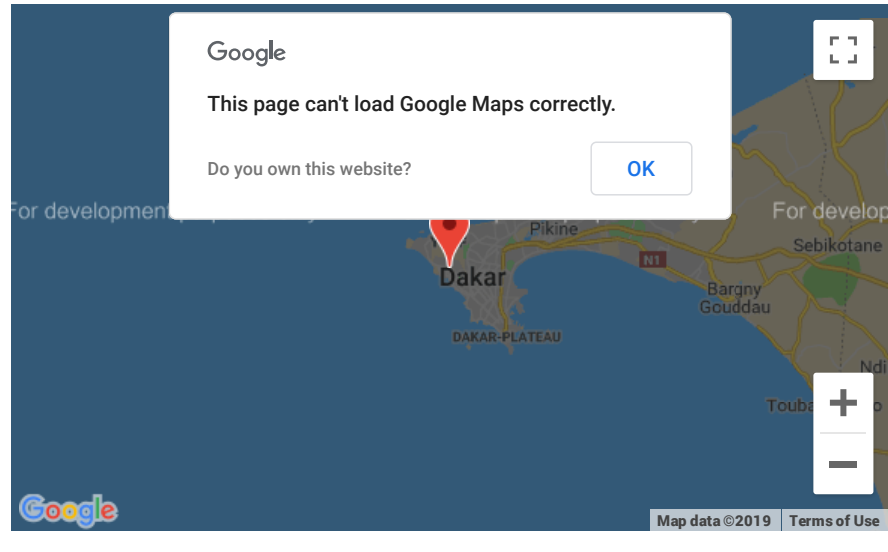 Google
This page can't load Google Maps correctly.
Do you own this website?
OK
For development
For develop
Pikine
Sebikotane
N1
Dakar
Bargny
Gouddau
DAKAR-PLATEAU
Ndi
Touba
Google
Map data ©2019
Terms of Use